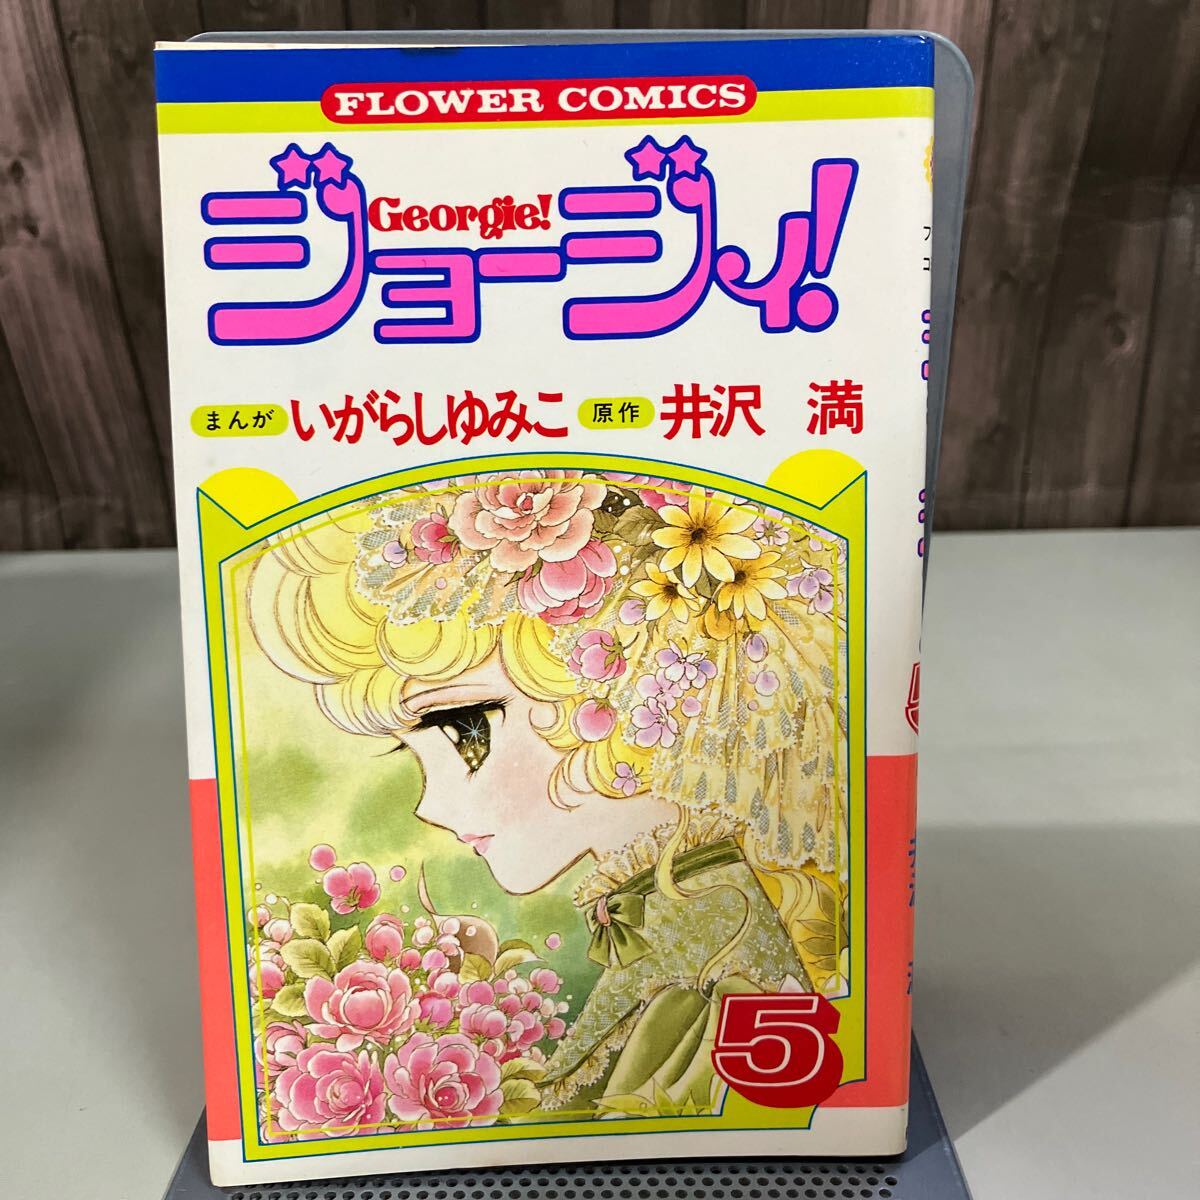 FLOWER COMICS
ジョージィ!
Georgie!
まんが いがらしゆみこ 原作 井沢 満
5
5